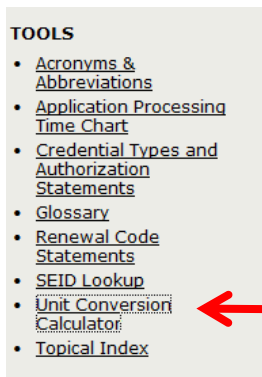 TOOLS
• Acronyms &
Abbreviations
• Application Processing
Time Chart
• Credential Types and
Authorization
Statements
• Glossary
• Renewal Code
Statements
• SEID Lookup
• Unit Conversion
Calculator
• Topical Index